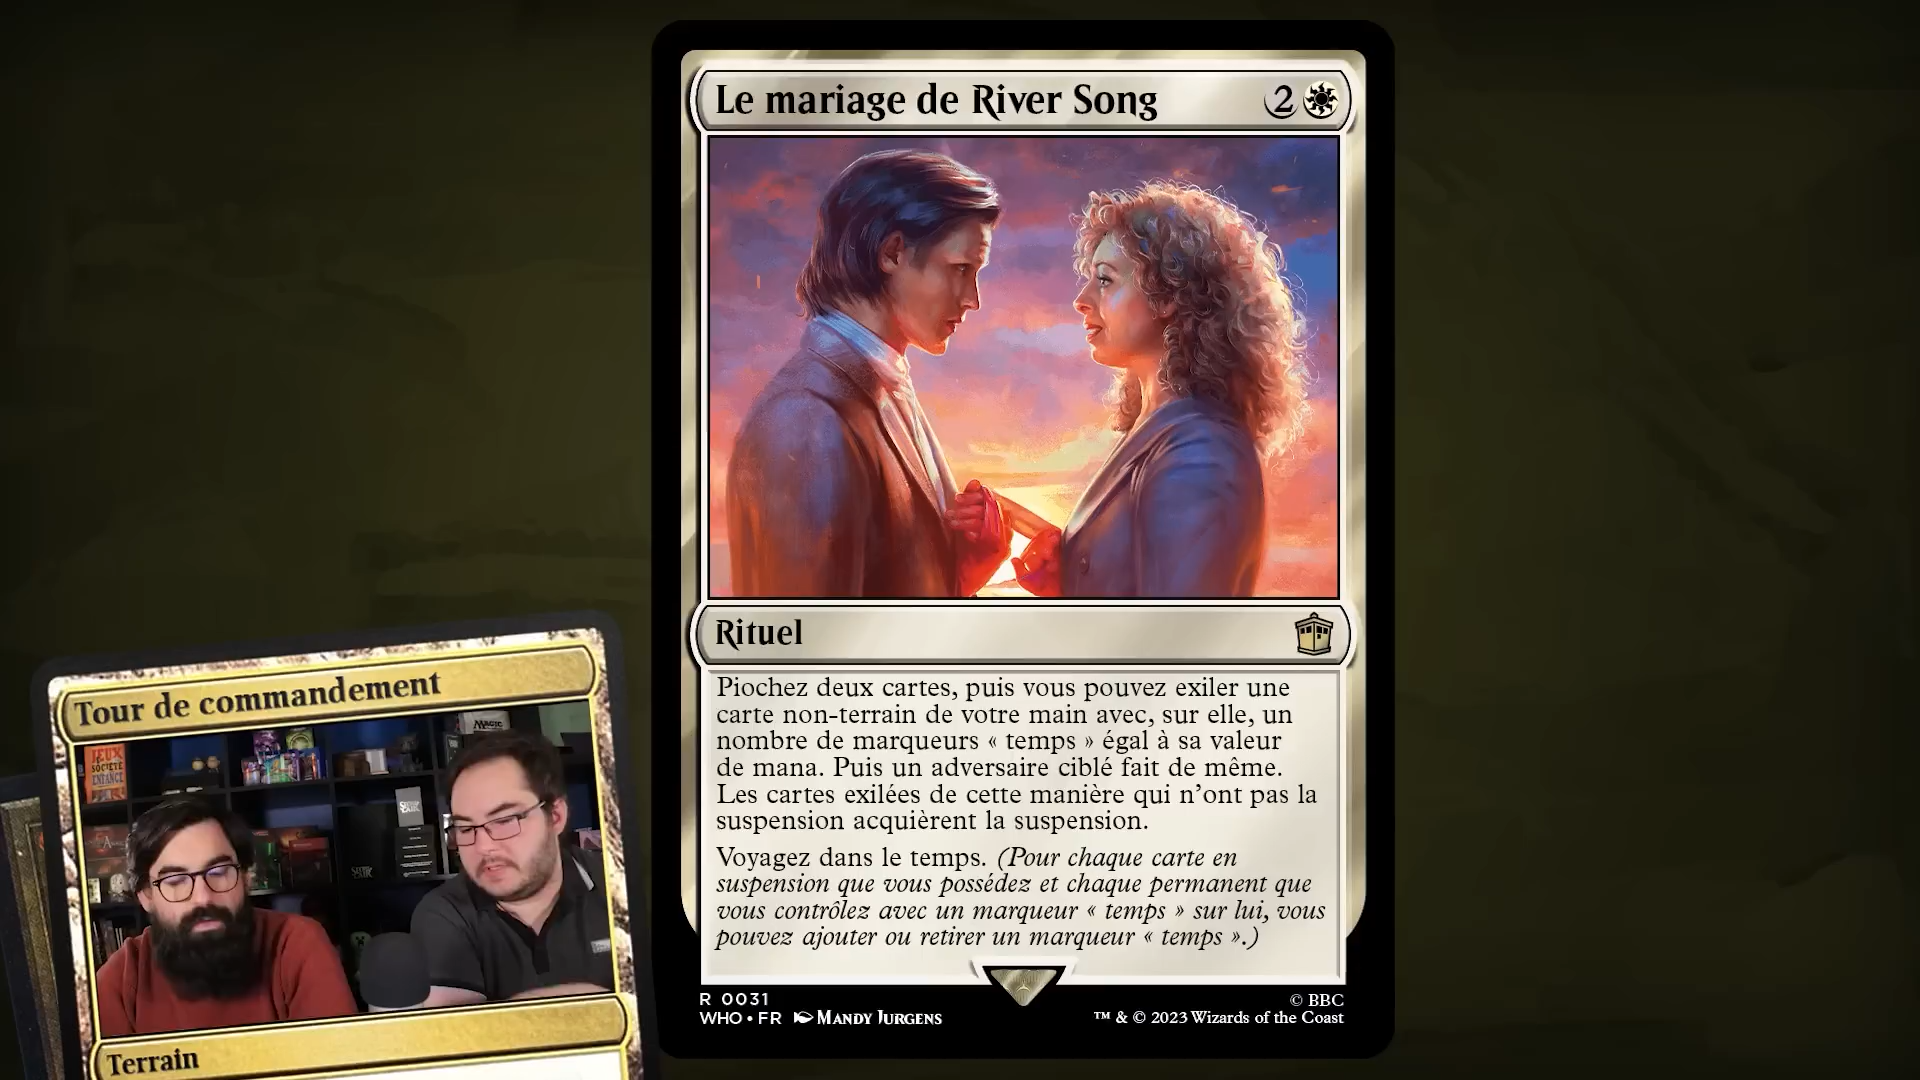 Le mariage de River Song
2
Rituel
Piochez deux cartes, puis vous pouvez exiler une
carte non-terrain de votre main avec, sur elle, un
nombre de marqueurs « temps » égal à sa valeur
de mana. Puis un adversaire ciblé fait de même.
Les cartes exilées de cette manière qui n’ont pas la
suspension acquièrent la suspension.
Voyagez dans le temps. (Pour chaque carte en
suspension que vous possédez et chaque permanent que
vous contrôlez avec un marqueur « temps » sur lui, vous
pouvez ajouter ou retirer un marqueur « temps ».)
R 0031
WHO • FR MANDY JURGENS
© BBC
™ & © 2023 Wizards of the Coast
Tour de commandement
MAGIC
JEUX
SOCIÉTÉ
ENFANCE
Terrain